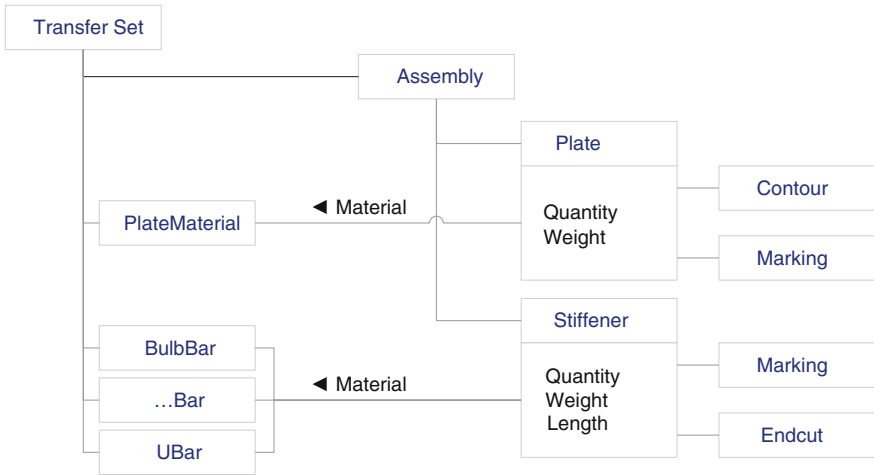 Transfer Set
Assembly
Plate
Contour
◄ Material
PlateMaterial
Quantity
Weight
Marking
Stiffener
BulbBar
Marking
◄ Material
Quantity
…Bar
Weight
Length
Endcut
UBar